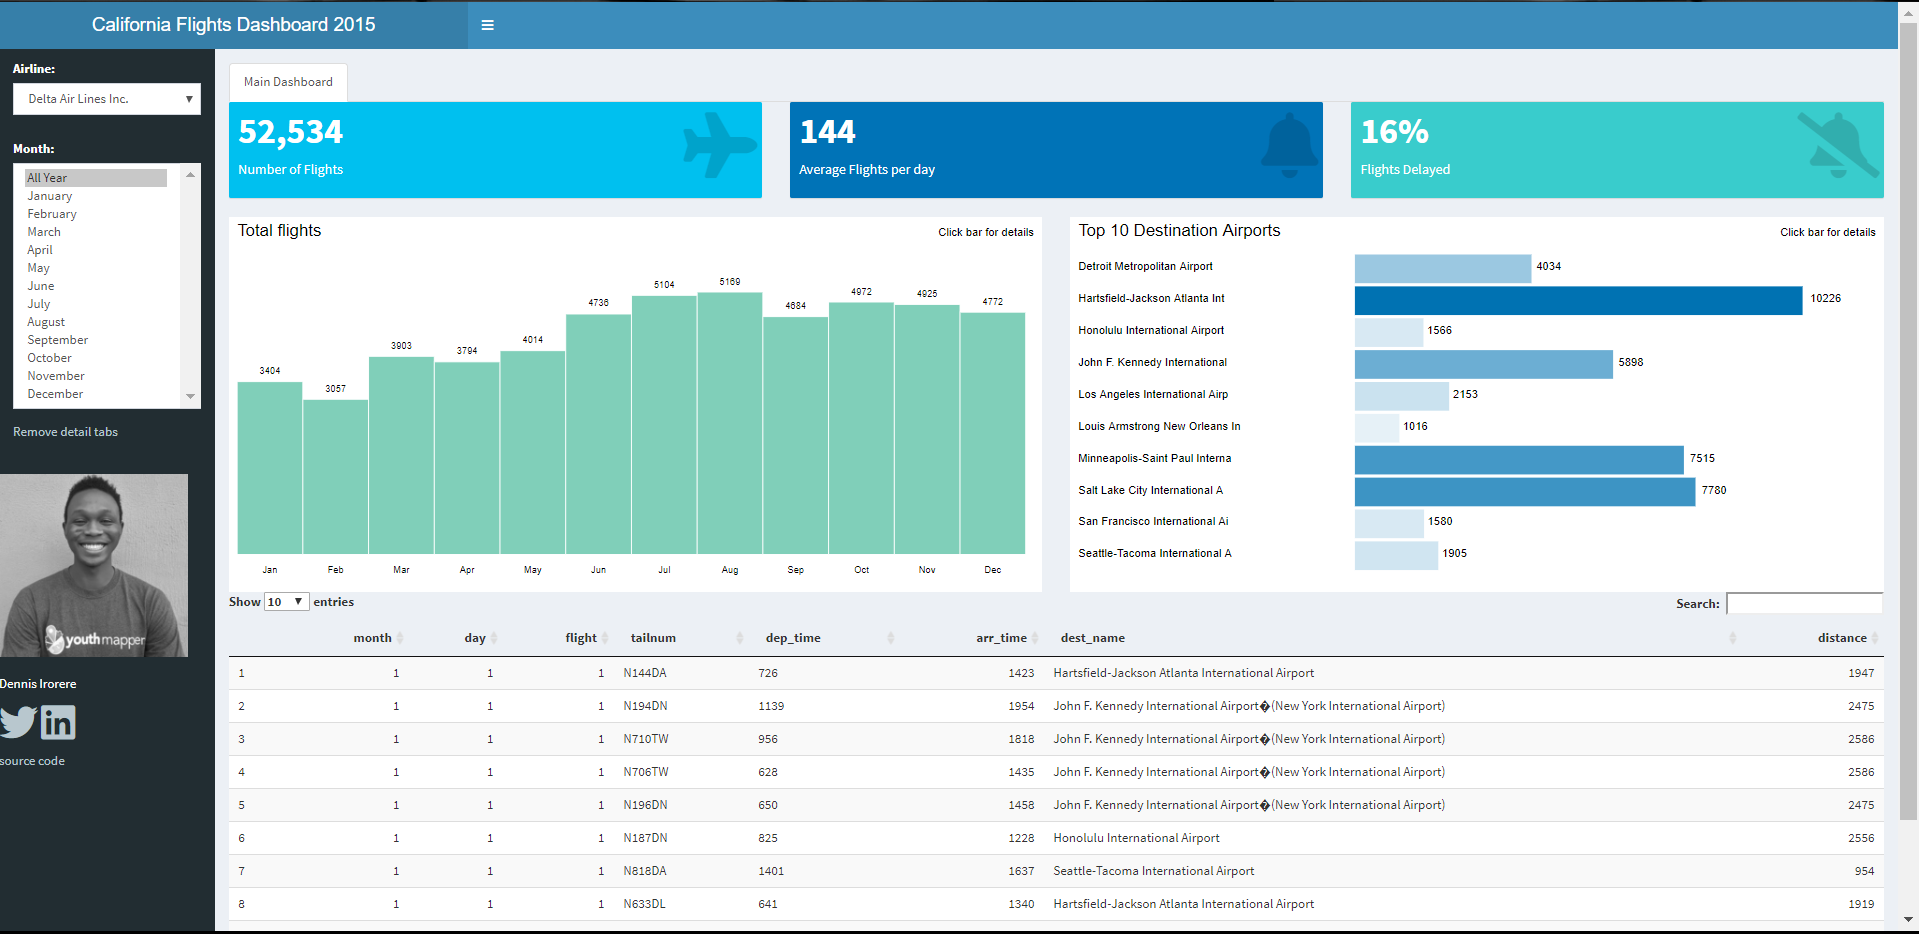 California Flights Dashboard 2015
Airline:
Delta Air Lines Inc.
Month:
All Year
January
February
March
April
May
June
July
August
September
October
November
December
Remove detail tabs
youthmapper
Dennis Irorere
in
source code
Main Dashboard
52,534
Number of Flights
144
Average Flights per day
16%
Flights Delayed
Total flights
Click bar for details
3404 3057 3903 3794 4014 4736 5104 5169 4684 4972 4925 4772
Jan Feb Mar Apr May Jun Jul Aug Sep Oct Nov Dec
Top 10 Destination Airports
Click bar for details
Detroit Metropolitan Airport 4034
Hartsfield-Jackson Atlanta Int 10226
Honolulu International Airport 1566
John F. Kennedy International 5898
Los Angeles International Airp 2153
Louis Armstrong New Orleans In 1016
Minneapolis-Saint Paul Interna 7515
Salt Lake City International A 7780
San Francisco International Ai 1580
Seattle-Tacoma International A 1905
Show 10 entries
Search:
month day flight tailnum dep_time arr_time dest_name distance
1 1 1 1 N144DA 726 1423 Hartsfield-Jackson Atlanta International Airport 1947
2 1 1 1 N194DN 1139 1954 John F. Kennedy International Airport�(New York International Airport) 2475
3 1 1 1 N710TW 956 1818 John F. Kennedy International Airport�(New York International Airport) 2586
4 1 1 1 N706TW 628 1435 John F. Kennedy International Airport�(New York International Airport) 2586
5 1 1 1 N196DN 650 1458 John F. Kennedy International Airport�(New York International Airport) 2475
6 1 1 1 N187DN 825 1228 Honolulu International Airport 2556
7 1 1 1 N818DA 1401 1637 Seattle-Tacoma International Airport 954
8 1 1 1 N633DL 641 1340 Hartsfield-Jackson Atlanta International Airport 1919